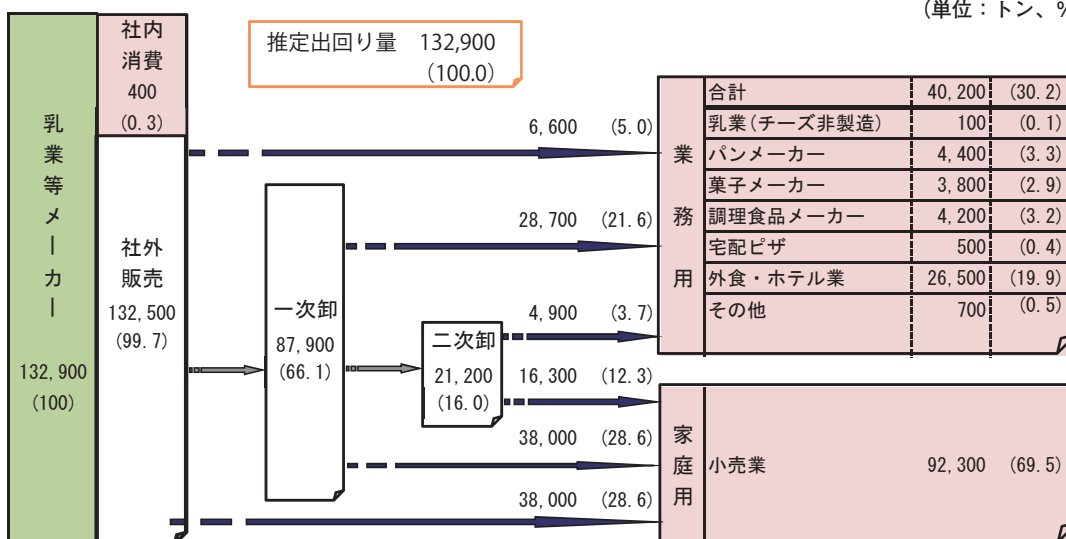 (単位：トン、%
推定出回り量 132,900
(100.0)
乳業等メーカー
132,900
(100)
社内
消費
400
(0.3)
社外
販売
132,500
(99.7)
一次卸
87,900
(66.1)
二次卸
21,200
(16.0)
6,600 (5.0)
28,700 (21.6)
4,900 (3.7)
16,300 (12.3)
38,000 (28.6)
38,000 (28.6)
業務用
合計 40,200 (30.2)
乳業(チーズ非製造) 100 (0.1)
パンメーカー 4,400 (3.3)
菓子メーカー 3,800 (2.9)
調理食品メーカー 4,200 (3.2)
宅配ピザ 500 (0.4)
外食・ホテル業 26,500 (19.9)
その他 700 (0.5)
家庭用
小売業 92,300 (69.5)